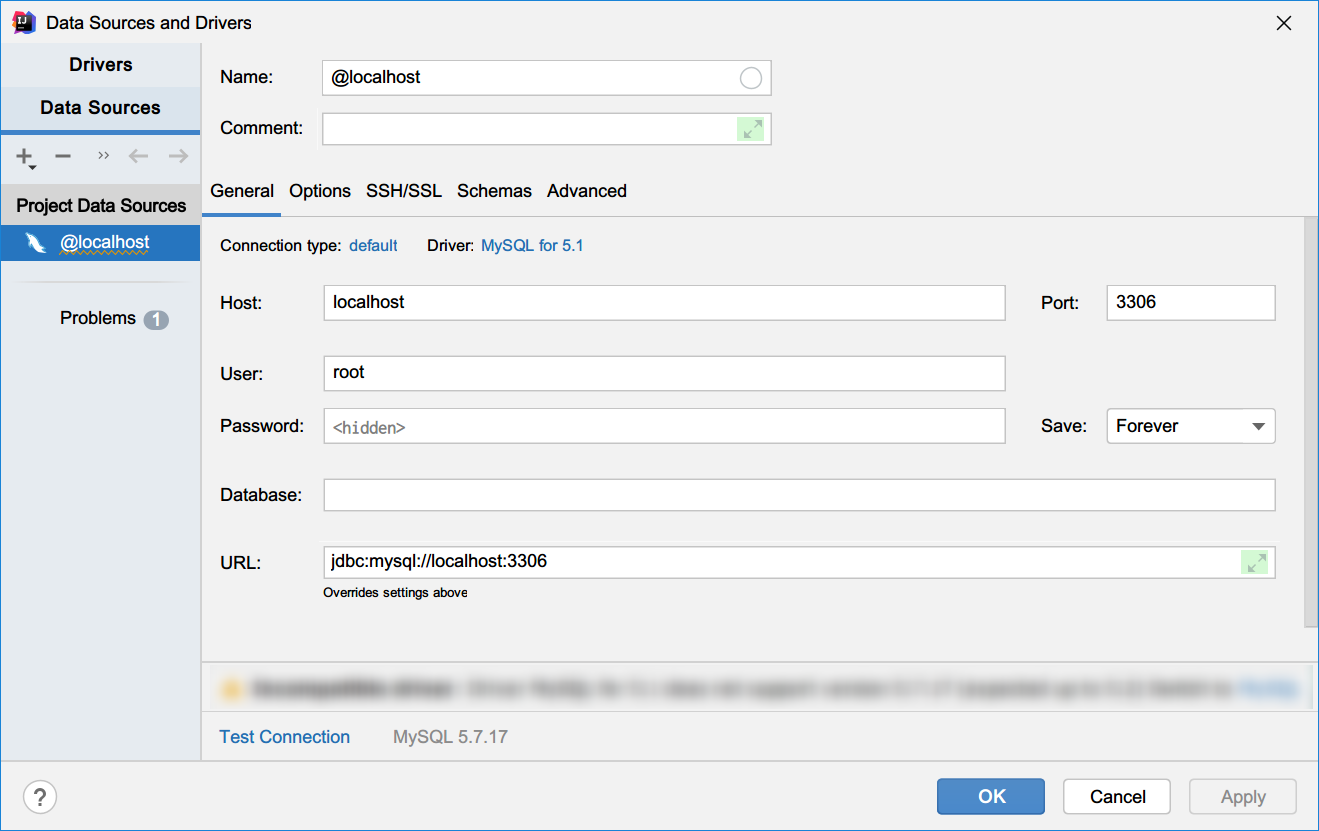 Data Sources and Drivers
Drivers
Data Sources
Project Data Sources
@localhost
Problems 1
Name: @localhost
Comment:
General Options SSH/SSL Schemas Advanced
Connection type: default Driver: MySQL for 5.1
Host: localhost Port: 3306
User: root
Password: <hidden> Save: Forever
Database:
URL: jdbc:mysql://localhost:3306
Overrides settings above
Test Connection MySQL 5.7.17
? OK Cancel Apply